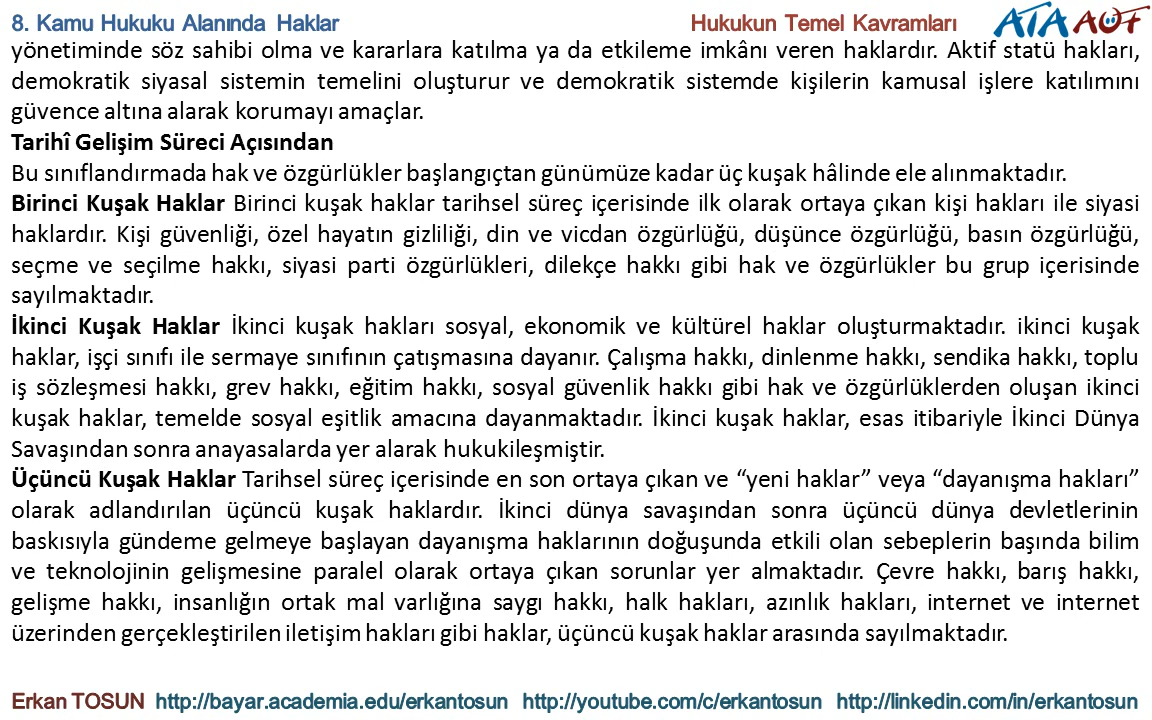 8. Kamu Hukuku Alanında Haklar Hukukun Temel Kavramları ATA AÖF
yönetiminde söz sahibi olma ve kararlara katılma ya da etkileme imkânı veren haklardır. Aktif statü hakları,
demokratik siyasal sistemin temelini oluşturur ve demokratik sistemde kişilerin kamusal işlere katılımını
güvence altına alarak korumayı amaçlar.
Tarihî Gelişim Süreci Açısından
Bu sınıflandırmada hak ve özgürlükler başlangıçtan günümüze kadar üç kuşak hâlinde ele alınmaktadır.
Birinci Kuşak Haklar Birinci kuşak haklar tarihsel süreç içerisinde ilk olarak ortaya çıkan kişi hakları ile siyasi
haklardır. Kişi güvenliği, özel hayatın gizliliği, din ve vicdan özgürlüğü, düşünce özgürlüğü, basın özgürlüğü,
seçme ve seçilme hakkı, siyasi parti özgürlükleri, dilekçe hakkı gibi hak ve özgürlükler bu grup içerisinde
sayılmaktadır.
İkinci Kuşak Haklar İkinci kuşak hakları sosyal, ekonomik ve kültürel haklar oluşturmaktadır. ikinci kuşak
haklar, işçi sınıfı ile sermaye sınıfının çatışmasına dayanır. Çalışma hakkı, dinlenme hakkı, sendika hakkı, toplu
iş sözleşmesi hakkı, grev hakkı, eğitim hakkı, sosyal güvenlik hakkı gibi hak ve özgürlüklerden oluşan ikinci
kuşak haklar, temelde sosyal eşitlik amacına dayanmaktadır. İkinci kuşak haklar, esas itibariyle İkinci Dünya
Savaşından sonra anayasalarda yer alarak hukukileşmiştir.
Üçüncü Kuşak Haklar Tarihsel süreç içerisinde en son ortaya çıkan ve “yeni haklar” veya “dayanışma hakları”
olarak adlandırılan üçüncü kuşak haklardır. İkinci dünya savaşından sonra üçüncü dünya devletlerinin
baskısıyla gündeme gelmeye başlayan dayanışma haklarının doğuşunda etkili olan sebeplerin başında bilim
ve teknolojinin gelişmesine paralel olarak ortaya çıkan sorunlar yer almaktadır. Çevre hakkı, barış hakkı,
gelişme hakkı, insanlığın ortak mal varlığına saygı hakkı, halk hakları, azınlık hakları, internet ve internet
üzerinden gerçekleştirilen iletişim hakları gibi haklar, üçüncü kuşak haklar arasında sayılmaktadır.
Erkan TOSUN http://bayar.academia.edu/erkantosun http://youtube.com/c/erkantosun http://linkedin.com/in/erkantosun